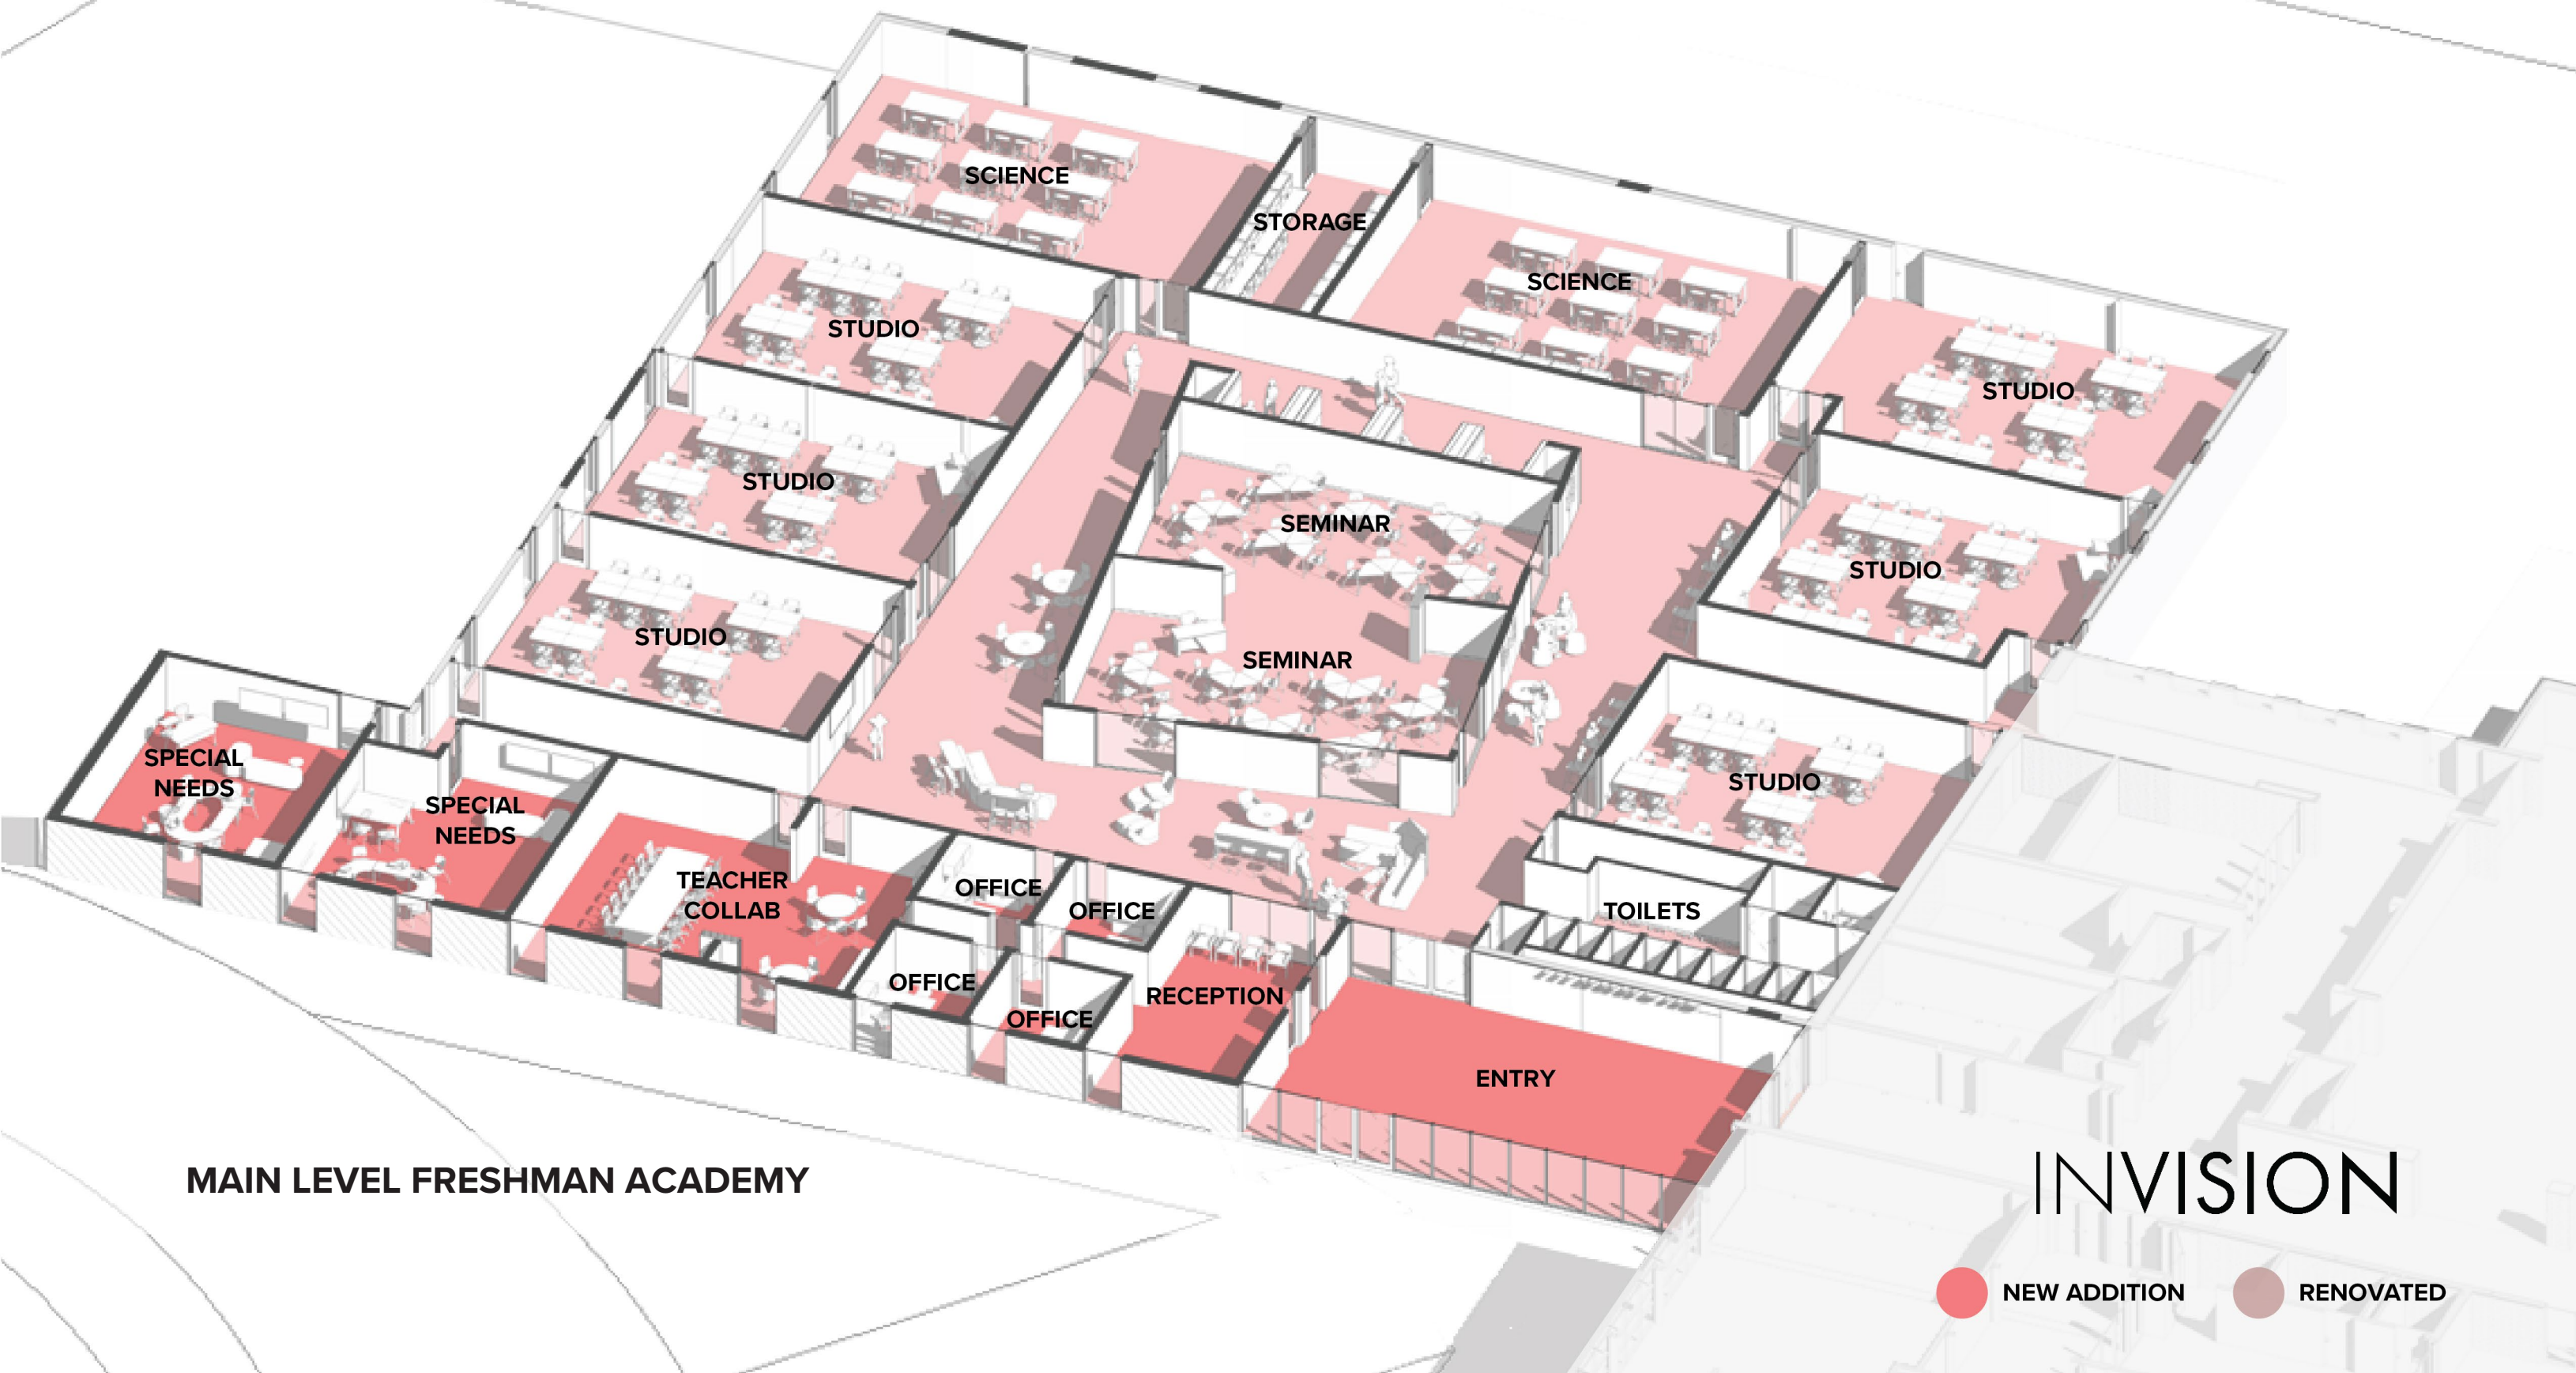 SCIENCE
STORAGE
SCIENCE
STUDIO
STUDIO
STUDIO
STUDIO
SEMINAR
STUDIO
STUDIO
SEMINAR
SPECIAL
NEEDS
SPECIAL
NEEDS
STUDIO
TEACHER
COLLAB
OFFICE
OFFICE
TOILETS
OFFICE
RECEPTION
OFFICE
ENTRY
MAIN LEVEL FRESHMAN ACADEMY
INVISION
NEW ADDITION
RENOVATED